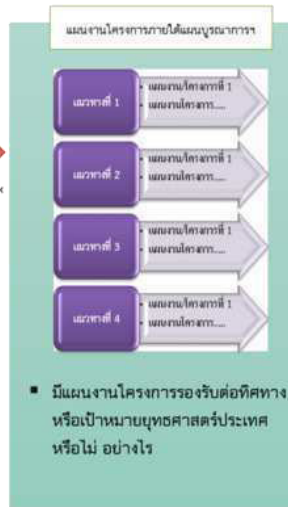 แผนงานโครงการภายใต้แผนบูรณาการฯ
แนวทางที่ 1
• แผนงาน/โครงการที่ 1
• แผนงานโครงการ.....
แนวทางที่ 2
• แผนงาน/โครงการที่ 1
• แผนงานโครงการ.....
แนวทางที่ 3
• แผนงาน/โครงการที่ 1
• แผนงานโครงการ.....
แนวทางที่ 4
• แผนงาน/โครงการที่ 1
• แผนงานโครงการ.....
▪ มีแผนงานโครงการรองรับต่อทิศทาง
หรือเป้าหมายยุทธศาสตร์ประเทศ
หรือไม่ อย่างไร